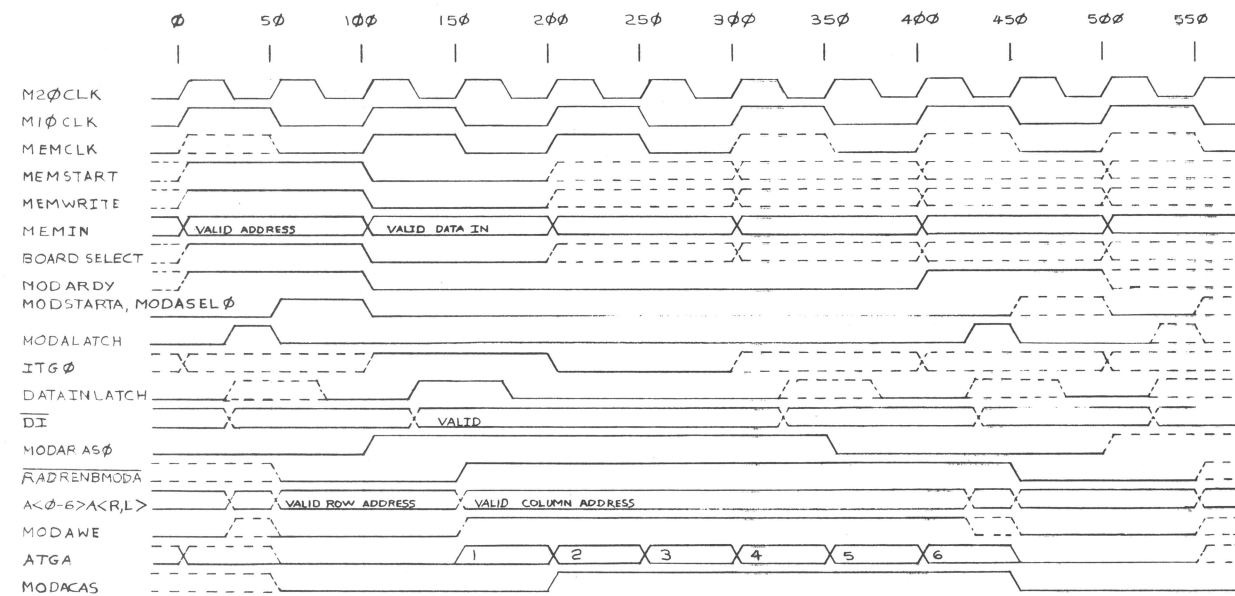 Ø 5Ø 1ØØ 15Ø 2ØØ 25Ø 3ØØ 35Ø 4ØØ 45Ø 5ØØ 55Ø
M2ØCLK
M1ØCLK
MEMCLK
MEMSTART
MEMWRITE
MEMIN VALID ADDRESS VALID DATA IN
BOARD SELECT
MODARDY
MODSTARTA, MODASELØ
MODALATCH
ITGØ
DATAINLATCH
DI VALID
MODARASØ
RADRENBMODA
A<Ø-6>A<R,L> VALID ROW ADDRESS VALID COLUMN ADDRESS
MODAWE
ATGA 1 2 3 4 5 6
MODACAS